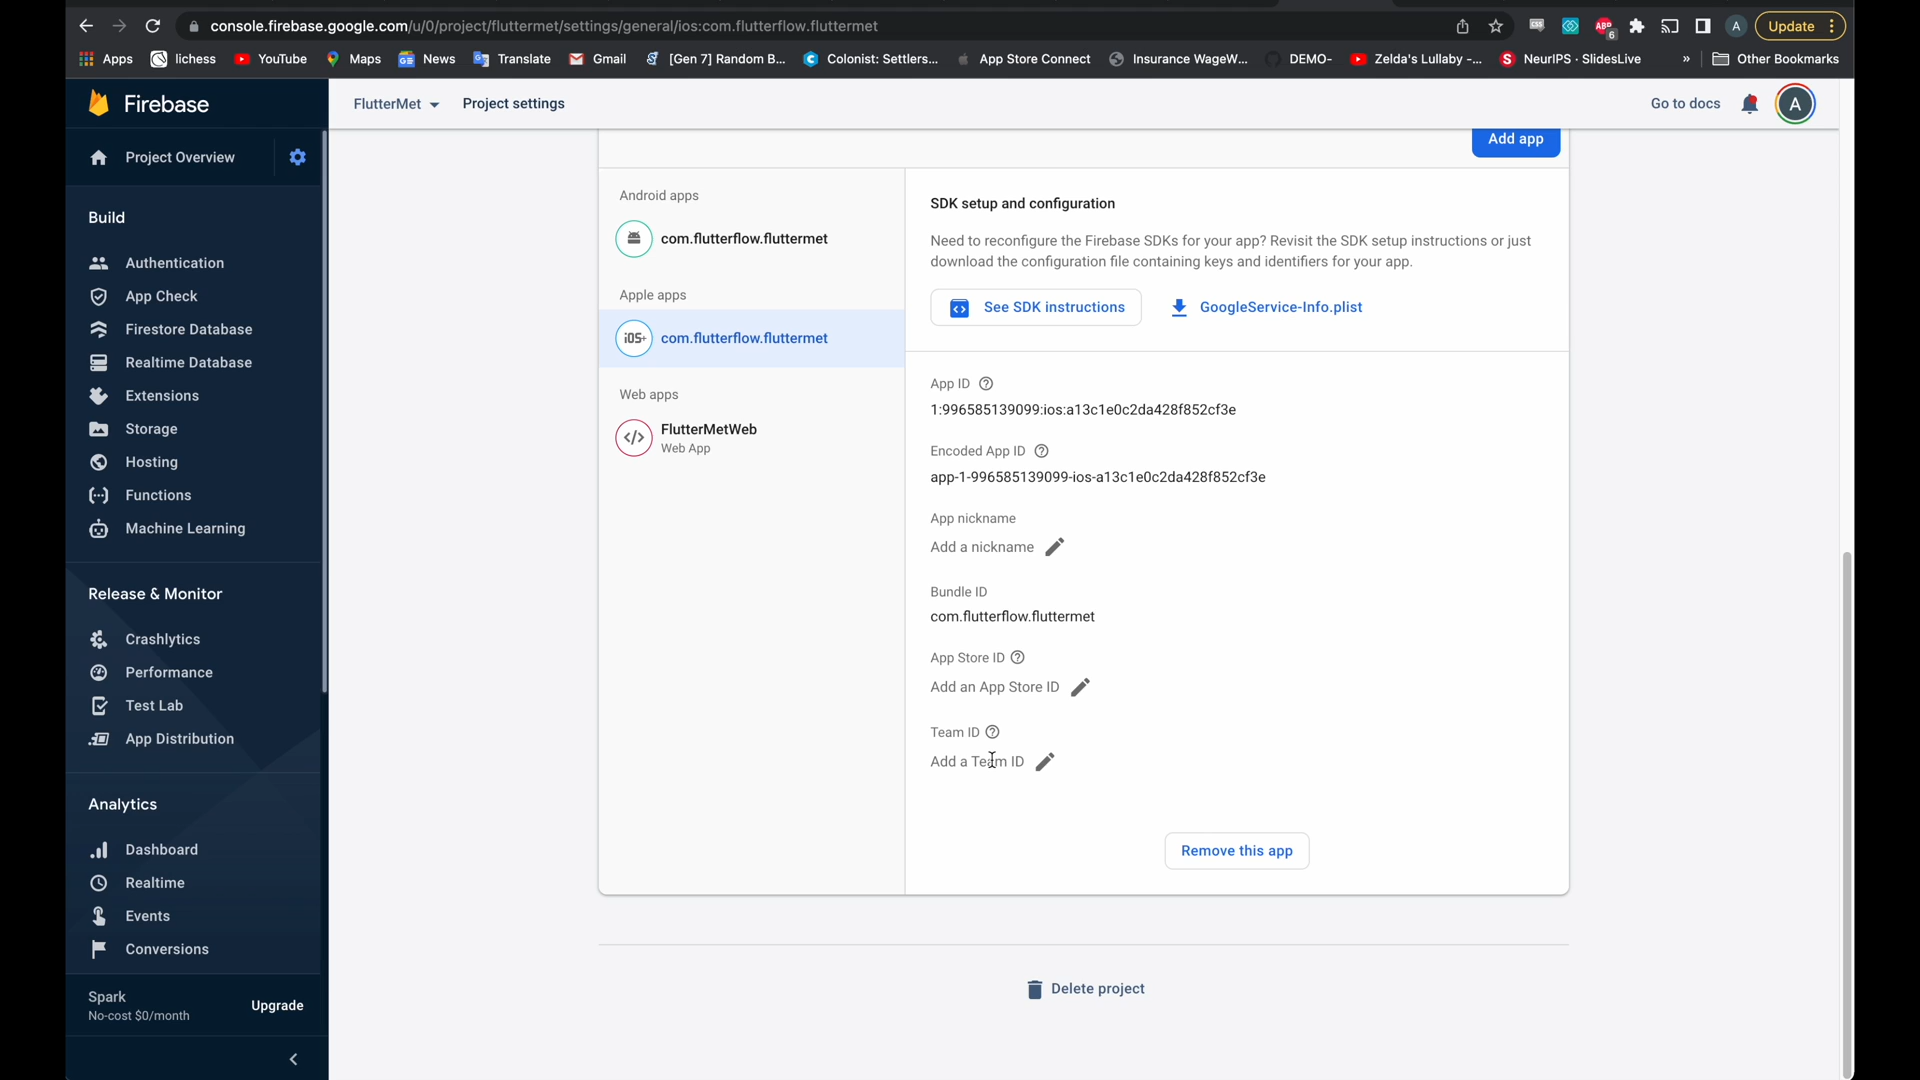 console.firebase.google.com/u/0/project/fluttermet/settings/general/ios:com.flutterflow.fluttermet
ABP
6
A
Update
Apps
lichess
YouTube
Maps
News
Translate
Gmail
[Gen 7] Random B...
Colonist: Settlers...
App Store Connect
Insurance WageW...
DEMO-
Zelda's Lullaby -...
NeurIPS · SlidesLive
»
Other Bookmarks
Firebase
FlutterMet
Project settings
Go to docs
A
Project Overview
Add app
Build
Authentication
App Check
Firestore Database
Realtime Database
Extensions
Storage
Hosting
Functions
Machine Learning
Release & Monitor
Crashlytics
Performance
Test Lab
App Distribution
Analytics
Dashboard
Realtime
Events
Conversions
Spark
No-cost $0/month
Upgrade
Android apps
com.flutterflow.fluttermet
Apple apps
iOS+
com.flutterflow.fluttermet
Web apps
FlutterMetWeb
Web App
SDK setup and configuration
Need to reconfigure the Firebase SDKs for your app? Revisit the SDK setup instructions or just
download the configuration file containing keys and identifiers for your app.
See SDK instructions
GoogleService-Info.plist
App ID
1:996585139099:ios:a13c1e0c2da428f852cf3e
Encoded App ID
app-1-996585139099-ios-a13c1e0c2da428f852cf3e
App nickname
Add a nickname
Bundle ID
com.flutterflow.fluttermet
App Store ID
Add an App Store ID
Team ID
Add a Team ID
Remove this app
Delete project